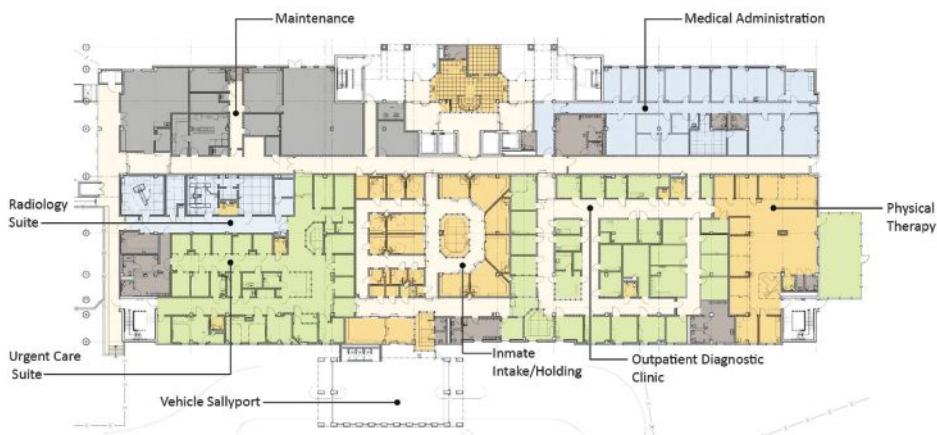 Maintenance
Medical Administration
Radiology
Suite
Physical
Therapy
Urgent Care
Suite
Inmate
Intake/Holding
Outpatient Diagnostic
Clinic
Vehicle Sallyport